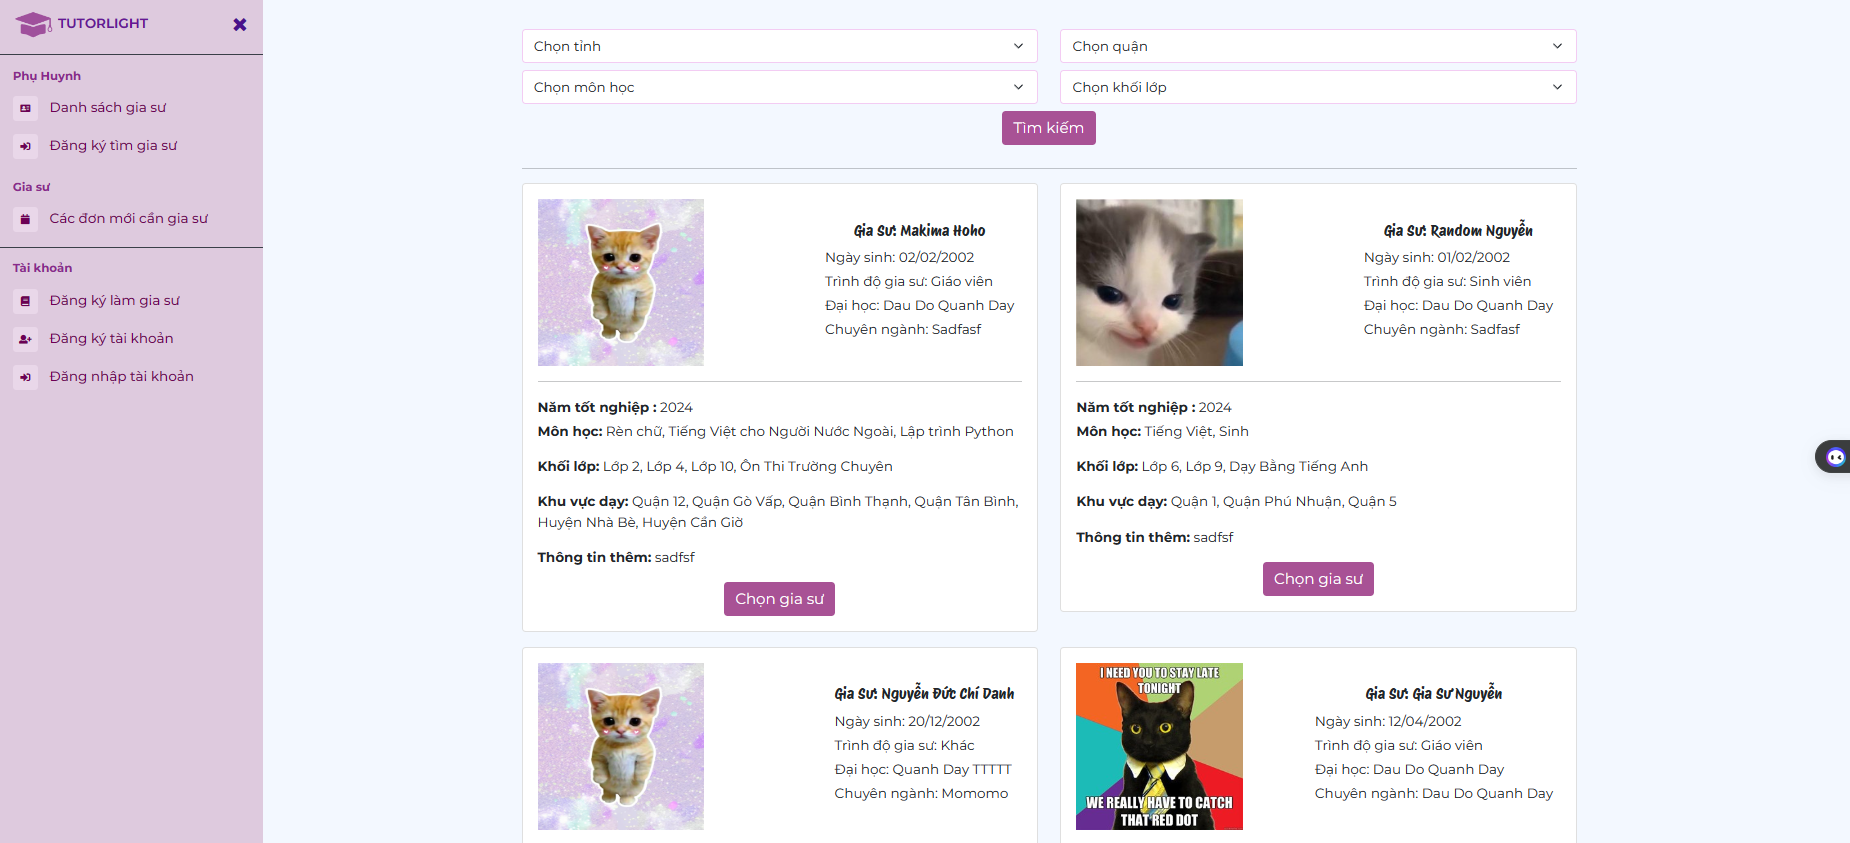 TUTORLIGHT
Phụ Huynh
Danh sách gia sư
Đăng ký tìm gia sư
Gia sư
Các đơn mới cần gia sư
Tài khoản
Đăng ký làm gia sư
Đăng ký tài khoản
Đăng nhập tài khoản
Chọn tỉnh
Chọn quận
Chọn môn học
Chọn khối lớp
Tìm kiếm
Gia Sư: Makima Hoho
Ngày sinh: 02/02/2002
Trình độ gia sư: Giáo viên
Đại học: Dau Do Quanh Day
Chuyên ngành: Sadfasf
Năm tốt nghiệp : 2024
Môn học: Rèn chữ, Tiếng Việt cho Người Nước Ngoài, Lập trình Python
Khối lớp: Lớp 2, Lớp 4, Lớp 10, Ôn Thi Trường Chuyên
Khu vực dạy: Quận 12, Quận Gò Vấp, Quận Bình Thạnh, Quận Tân Bình,
Huyện Nhà Bè, Huyện Cần Giờ
Thông tin thêm: sadfsf
Chọn gia sư
Gia Sư: Random Nguyễn
Ngày sinh: 01/02/2002
Trình độ gia sư: Sinh viên
Đại học: Dau Do Quanh Day
Chuyên ngành: Sadfasf
Năm tốt nghiệp : 2024
Môn học: Tiếng Việt, Sinh
Khối lớp: Lớp 6, Lớp 9, Dạy Bằng Tiếng Anh
Khu vực dạy: Quận 1, Quận Phú Nhuận, Quận 5
Thông tin thêm: sadfsf
Chọn gia sư
Gia Sư: Nguyễn Đức Chí Danh
Ngày sinh: 20/12/2002
Trình độ gia sư: Khác
Đại học: Quanh Day TTTTT
Chuyên ngành: Momomo
I NEED YOU TO STAY LATE
TONIGHT
WE REALLY HAVE TO CATCH
THAT RED DOT
Gia Sư: Gia Sư Nguyễn
Ngày sinh: 12/04/2002
Trình độ gia sư: Giáo viên
Đại học: Dau Do Quanh Day
Chuyên ngành: Dau Do Quanh Day